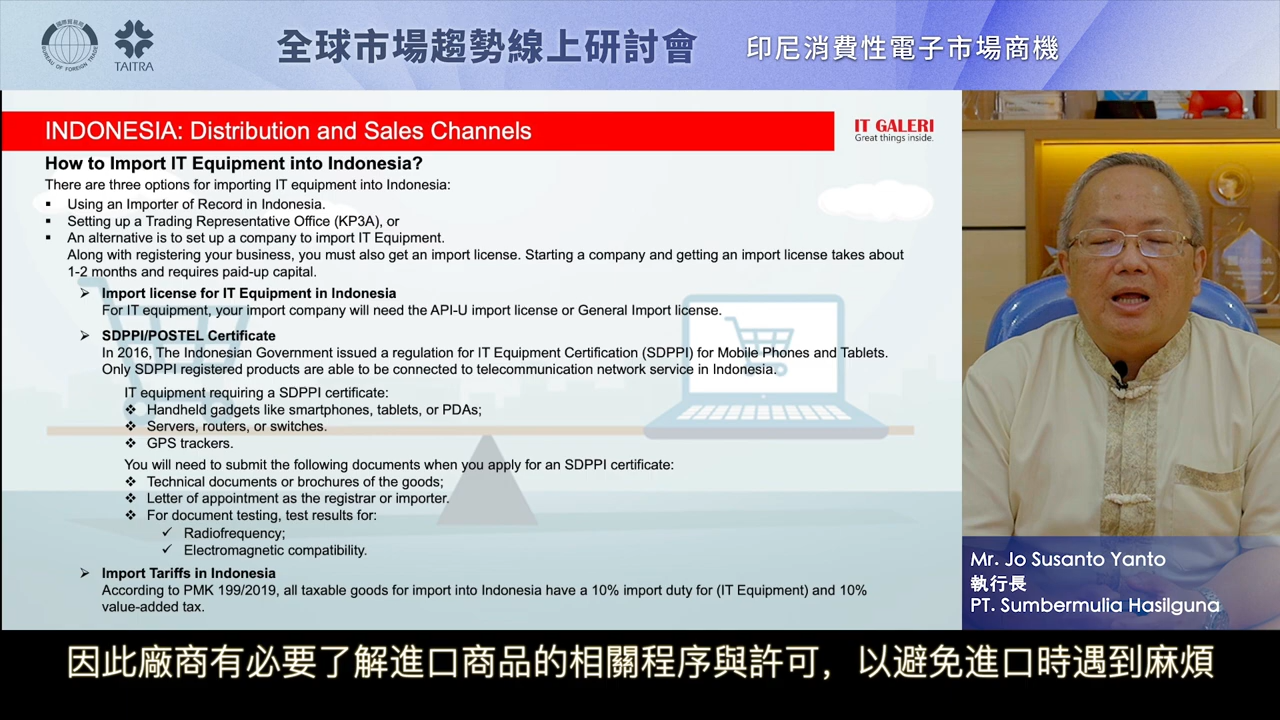 國際貿易局
BUREAU OF FOREIGN TRADE
TAITRA
全球市場趨勢線上研討會
印尼消費性電子市場商機
INDONESIA: Distribution and Sales Channels
IT GALERI
Great things inside.
How to Import IT Equipment into Indonesia?
There are three options for importing IT equipment into Indonesia:
▪ Using an Importer of Record in Indonesia.
▪ Setting up a Trading Representative Office (KP3A), or
▪ An alternative is to set up a company to import IT Equipment.
Along with registering your business, you must also get an import license. Starting a company and getting an import license takes about
1-2 months and requires paid-up capital.
➢ Import license for IT Equipment in Indonesia
For IT equipment, your import company will need the API-U import license or General Import license.
➢ SDPPI/POSTEL Certificate
In 2016, The Indonesian Government issued a regulation for IT Equipment Certification (SDPPI) for Mobile Phones and Tablets.
Only SDPPI registered products are able to be connected to telecommunication network service in Indonesia.
IT equipment requiring a SDPPI certificate:
❖ Handheld gadgets like smartphones, tablets, or PDAs;
❖ Servers, routers, or switches.
❖ GPS trackers.
You will need to submit the following documents when you apply for an SDPPI certificate:
❖ Technical documents or brochures of the goods;
❖ Letter of appointment as the registrar or importer.
❖ For document testing, test results for:
✓ Radiofrequency;
✓ Electromagnetic compatibility.
➢ Import Tariffs in Indonesia
According to PMK 199/2019, all taxable goods for import into Indonesia have a 10% import duty for (IT Equipment) and 10%
value-added tax.
Mr. Jo Susanto Yanto
執行長
PT. Sumbermulia Hasilguna
因此廠商有必要了解進口商品的相關程序與許可，以避免進口時遇到麻煩